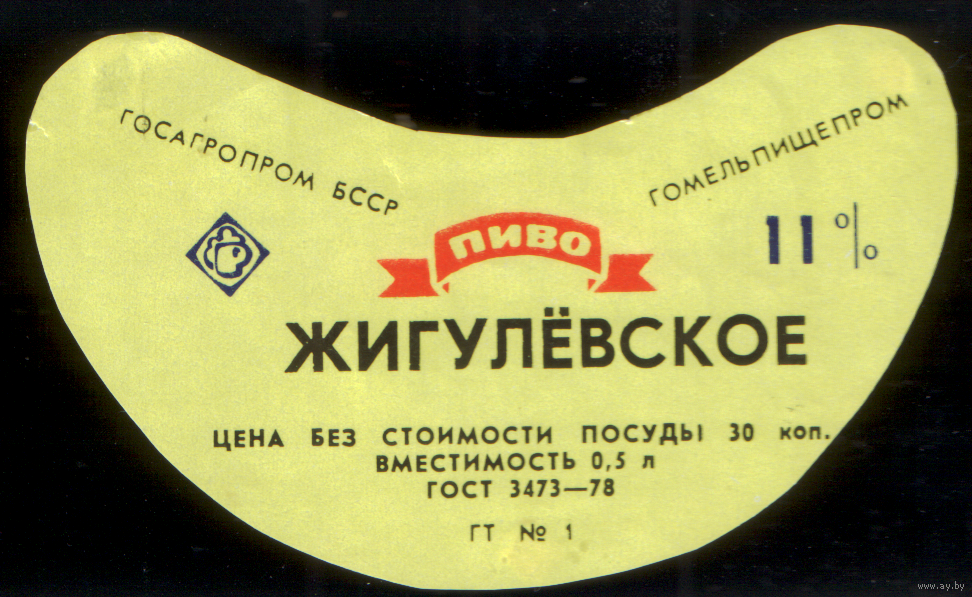 ГОСАГРОПРОМ БССР
ГОМЕЛЬПИЩЕПРОМ
11 %
ПИВО
ЖИГУЛЁВСКОЕ
ЦЕНА БЕЗ СТОИМОСТИ ПОСУДЫ 30 коп.
ВМЕСТИМОСТЬ 0,5 л
ГОСТ 3473—78
ГТ № 1
www.ay.by